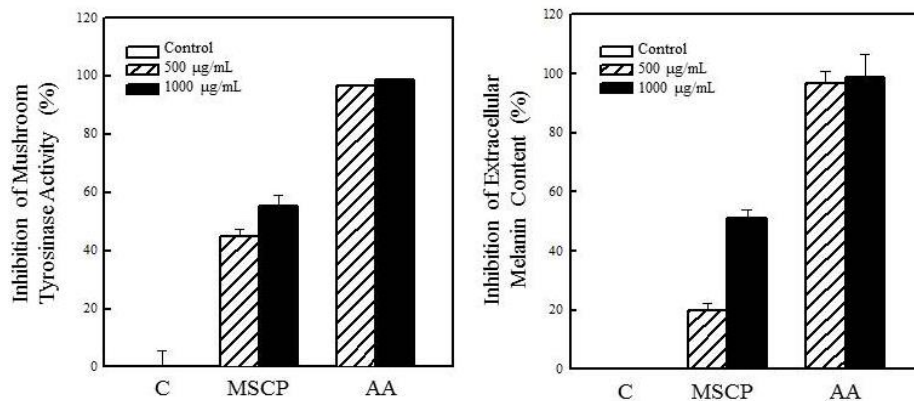 Inhibition of Mushroom
Tyrosinase Activity (%)
120
100
80
60
40
20
0
Control
500 µg/mL
1000 µg/mL
C MSCP AA
Inhibition of Extracellular
Melanin Content (%)
120
100
80
60
40
20
0
Control
500 µg/mL
1000 µg/mL
C MSCP AA